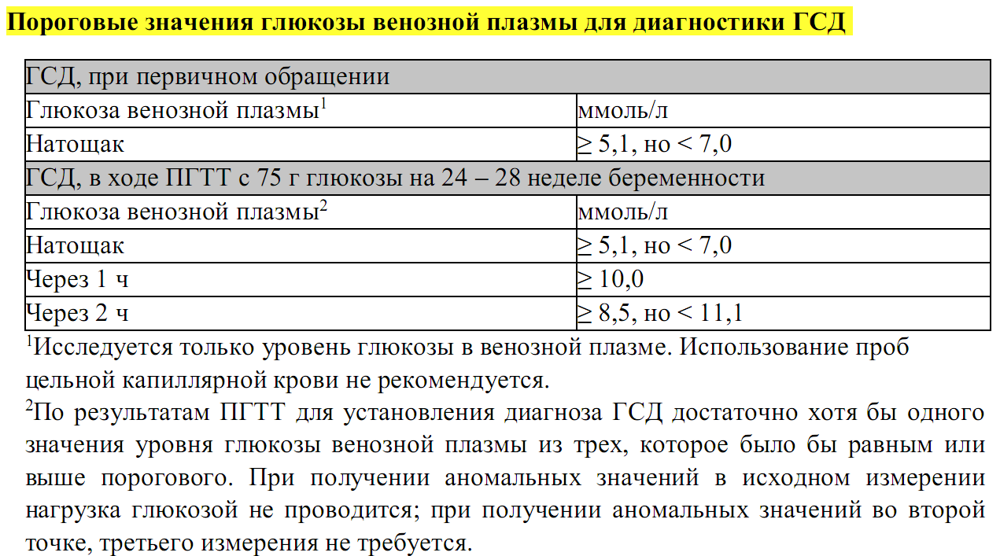 Пороговые значения глюкозы венозной плазмы для диагностики ГСД
ГСД, при первичном обращении
Глюкоза венозной плазмы¹ ммоль/л
Натощак ≥ 5,1, но < 7,0
ГСД, в ходе ПГТТ с 75 г глюкозы на 24 – 28 неделе беременности
Глюкоза венозной плазмы² ммоль/л
Натощак ≥ 5,1, но < 7,0
Через 1 ч ≥ 10,0
Через 2 ч ≥ 8,5, но < 11,1
¹Исследуется только уровень глюкозы в венозной плазме. Использование проб
цельной капиллярной крови не рекомендуется.
²По результатам ПГТТ для установления диагноза ГСД достаточно хотя бы одного
значения уровня глюкозы венозной плазмы из трех, которое было бы равным или
выше порогового. При получении аномальных значений в исходном измерении
нагрузка глюкозой не проводится; при получении аномальных значений во второй
точке, третьего измерения не требуется.